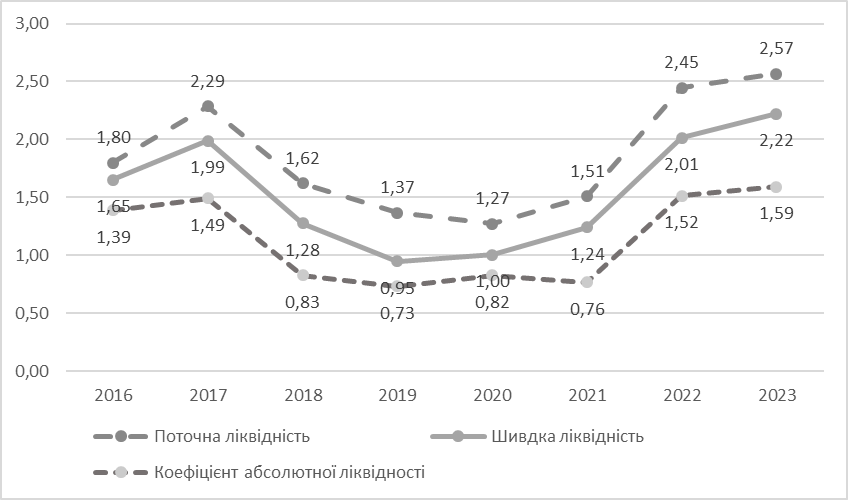 3,00
2,50
2,00
1,50
1,00
0,50
0,00
1,80 2,29 1,62 1,37 1,27 1,51 2,45 2,57
1,65 1,99 1,28 0,95 1,00 1,24 2,01 2,22
1,39 1,49 0,83 0,73 0,82 0,76 1,52 1,59
2016 2017 2018 2019 2020 2021 2022 2023
Поточна ліквідність Шивдка ліквідність
Коефіцієнт абсолютної ліквідності